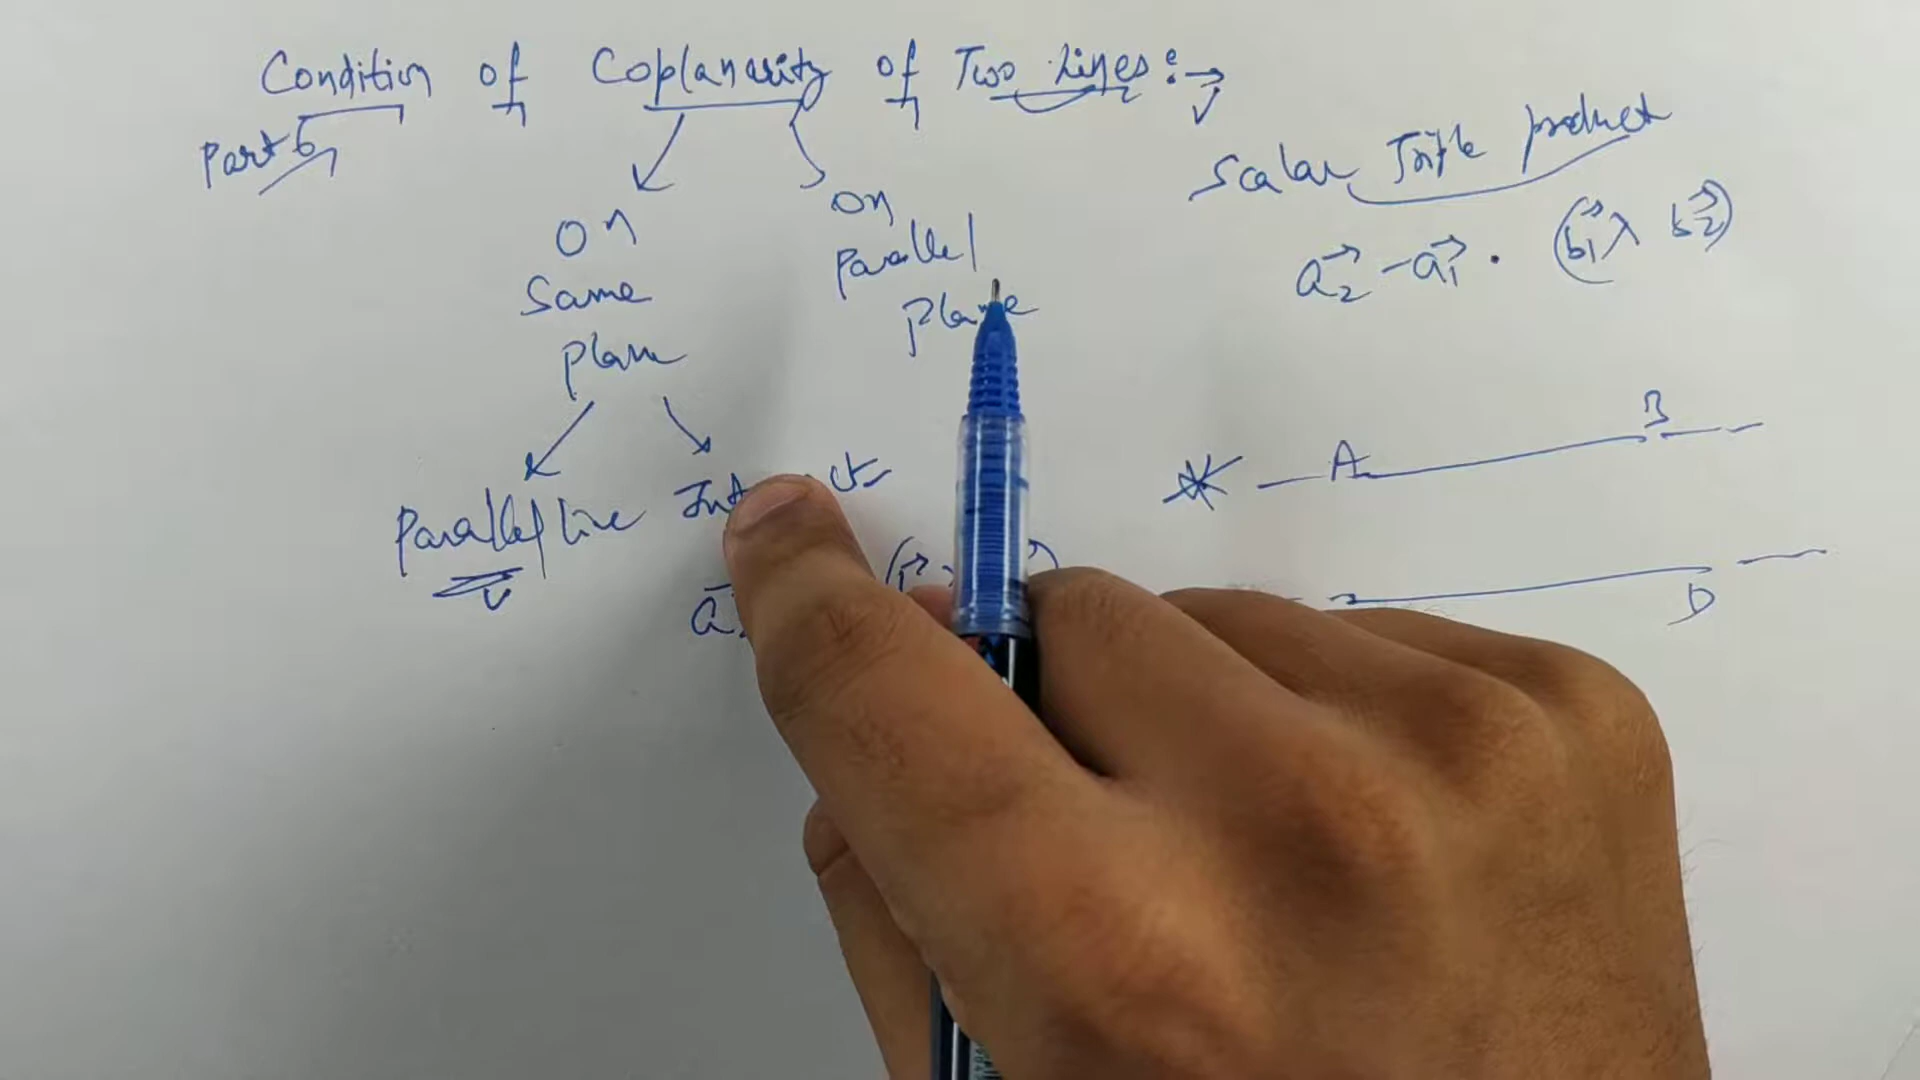 Condition of Coplanarity of Two Lines :→
Part 6
On
Same
plane
on
Parallel
Plane
Scalar Triple product
a₂ - a₁ . (b₁ × b₂)
Parallel line
A B
D